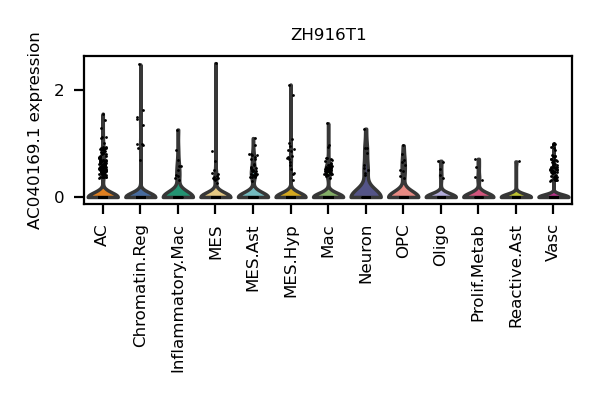 ZH916T1
AC040169.1 expression
2
0
AC
Chromatin.Reg
Inflammatory.Mac
MES
MES.Ast
MES.Hyp
Mac
Neuron
OPC
Oligo
Prolif.Metab
Reactive.Ast
Vasc